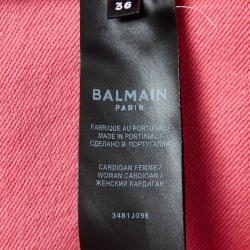 36
BALMAIN
PARIS
FABRIQUE AU PORTUGAL /
MADE IN PORTUGAL /
СДЕЛАНО В ПОРТУГАЛИИ
CARDIGAN FEMME /
WOMAN CARDIGAN /
ЖЕНСКИЙ КАРДИГАН
3481J09E